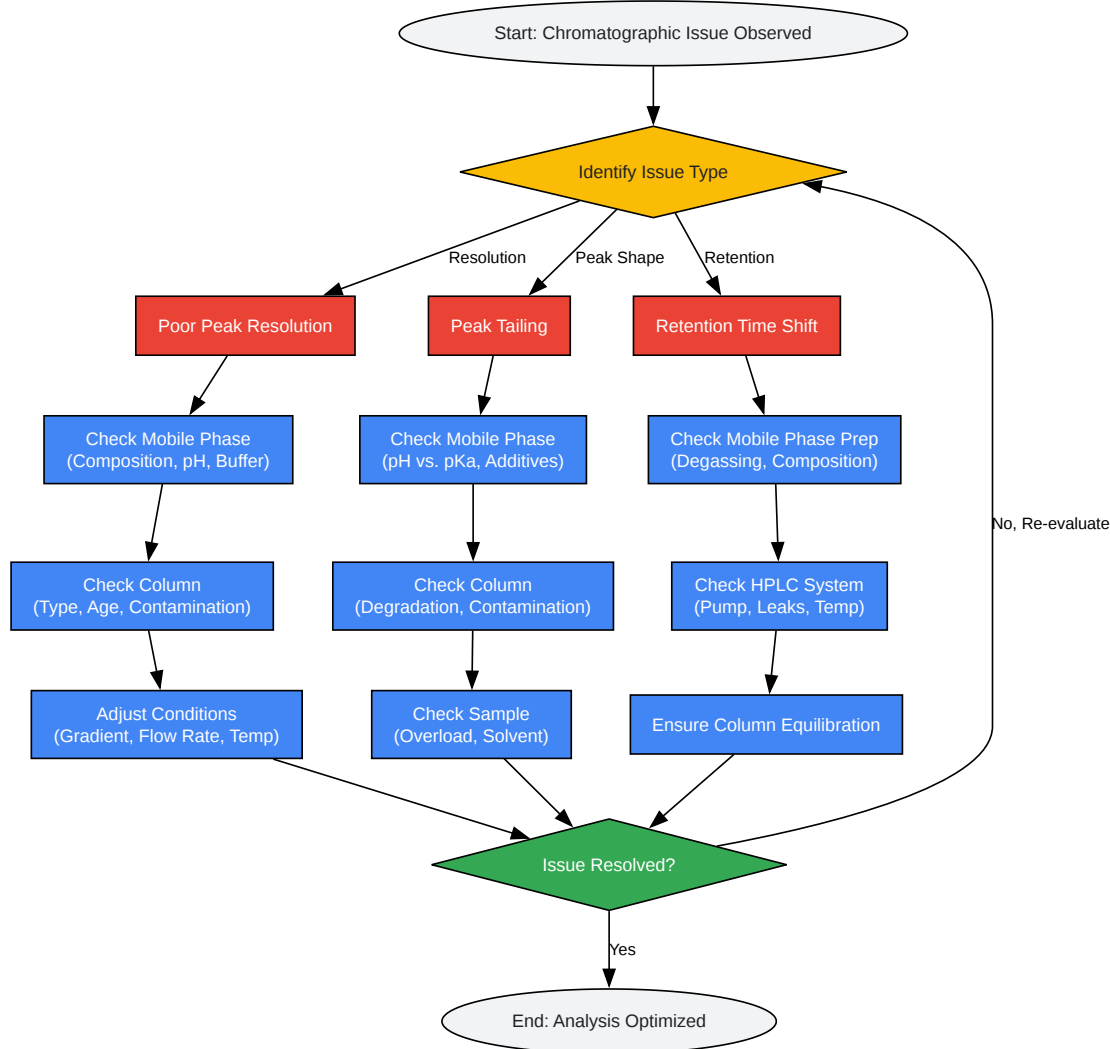 Start: Chromatographic Issue Observed
Identify Issue Type
Resolution
Peak Shape
Retention
Poor Peak Resolution
Peak Tailing
Retention Time Shift
Check Mobile Phase
(Composition, pH, Buffer)
Check Mobile Phase
(pH vs. pKa, Additives)
Check Mobile Phase Prep
(Degassing, Composition)
No, Re-evaluate
Check Column
(Type, Age, Contamination)
Check Column
(Degradation, Contamination)
Check HPLC System
(Pump, Leaks, Temp)
Adjust Conditions
(Gradient, Flow Rate, Temp)
Check Sample
(Overload, Solvent)
Ensure Column Equilibration
Issue Resolved?
Yes
End: Analysis Optimized